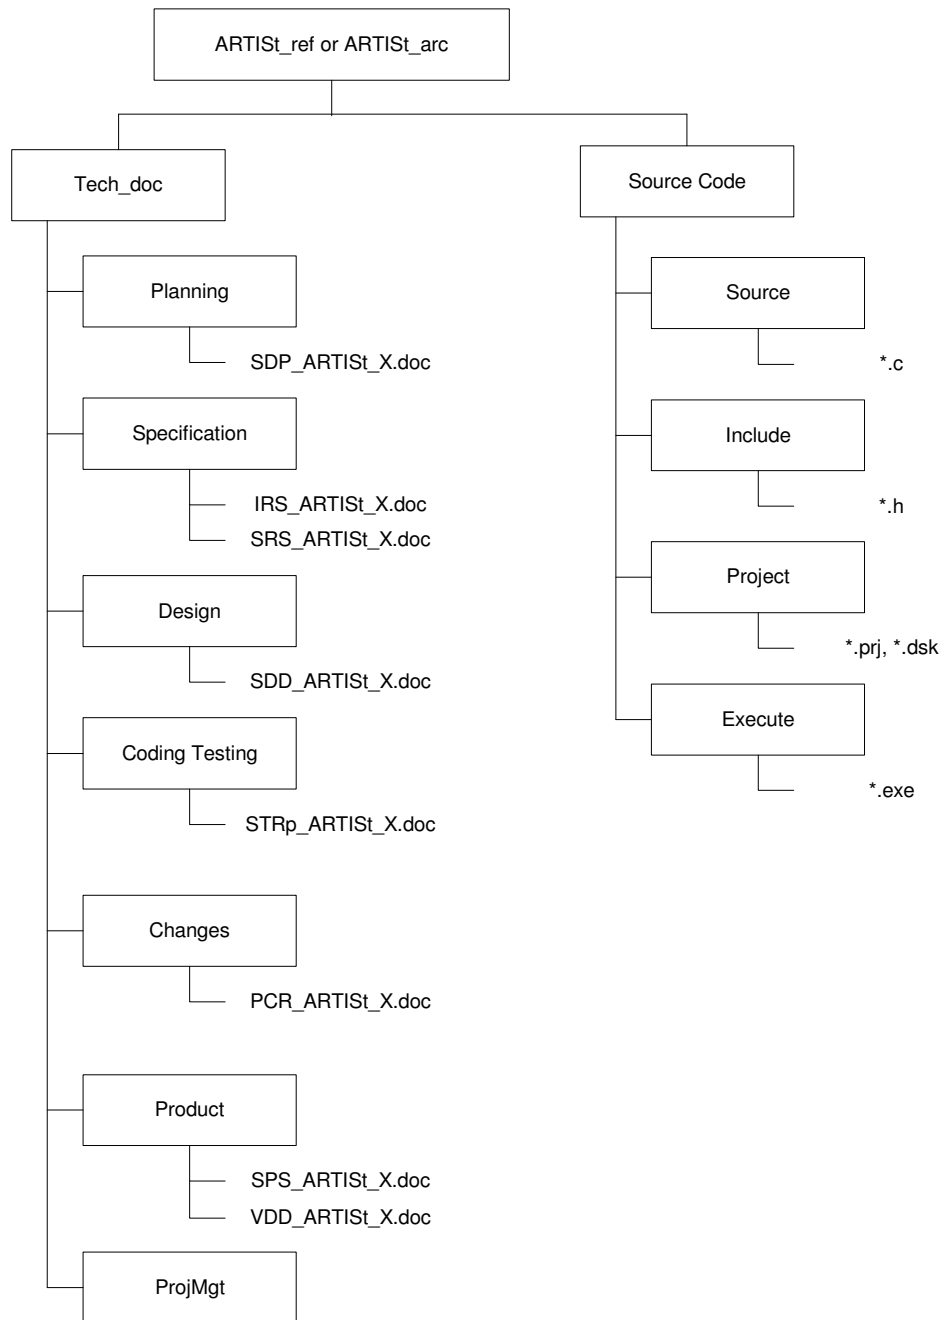 ARTISt_ref or ARTISt_arc
Tech_doc
Planning
SDP_ARTISt_X.doc
Specification
IRS_ARTISt_X.doc
SRS_ARTISt_X.doc
Design
SDD_ARTISt_X.doc
Coding Testing
STRp_ARTISt_X.doc
Changes
PCR_ARTISt_X.doc
Product
SPS_ARTISt_X.doc
VDD_ARTISt_X.doc
ProjMgt
Source Code
Source
*.c
Include
*.h
Project
*.prj, *.dsk
Execute
*.exe